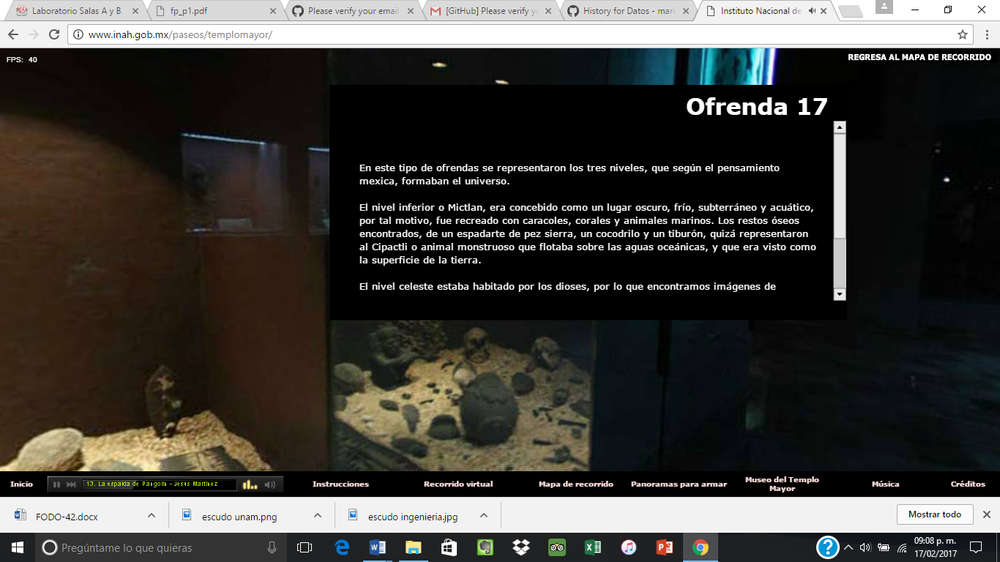 Laboratorio Salas A y B
fp_p1.pdf
Please verify your email
[GitHub] Please verify yo
History for Datos - mari
Instituto Nacional de
www.inah.gob.mx/paseos/templomayor/
FPS: 40
REGRESA AL MAPA DE RECORRIDO
Ofrenda 17
En este tipo de ofrendas se representaron los tres niveles, que según el pensamiento
mexica, formaban el universo.
El nivel inferior o Mictlan, era concebido como un lugar oscuro, frío, subterráneo y acuático,
por tal motivo, fue recreado con caracoles, corales y animales marinos. Los restos óseos
encontrados, de un espadarte de pez sierra, un cocodrilo y un tiburón, quizá representaron
al Cipactli o animal monstruoso que flotaba sobre las aguas oceánicas, y que era visto como
la superficie de la tierra.
El nivel celeste estaba habitado por los dioses, por lo que encontramos imágenes de
Inicio
13. La espalda de Pangolin - Jesus Martinez
Instrucciones
Recorrido virtual
Mapa de recorrido
Panoramas para armar
Museo del Templo
Mayor
Música
Créditos
FODO-42.docx
escudo unam.png
escudo ingenieria.jpg
Mostrar todo
Pregúntame lo que quieras
09:08 p. m.
17/02/2017